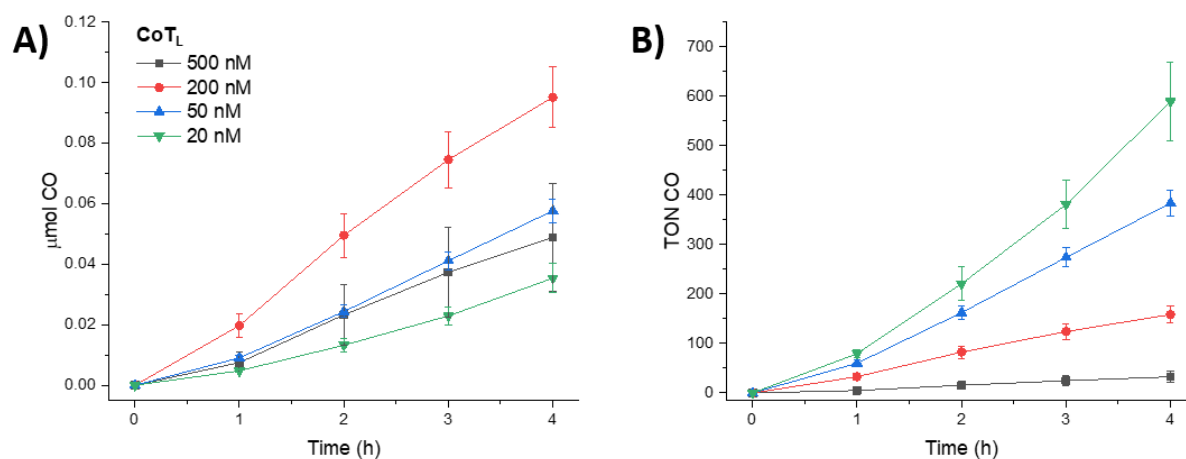 A)
CoT_L
500 nM
200 nM
50 nM
20 nM
0.12
0.10
0.08
0.06
0.04
0.02
0.00
μmol CO
0 1 2 3 4
Time (h)
B)
700
600
500
400
300
200
100
0
TON CO
0 1 2 3 4
Time (h)